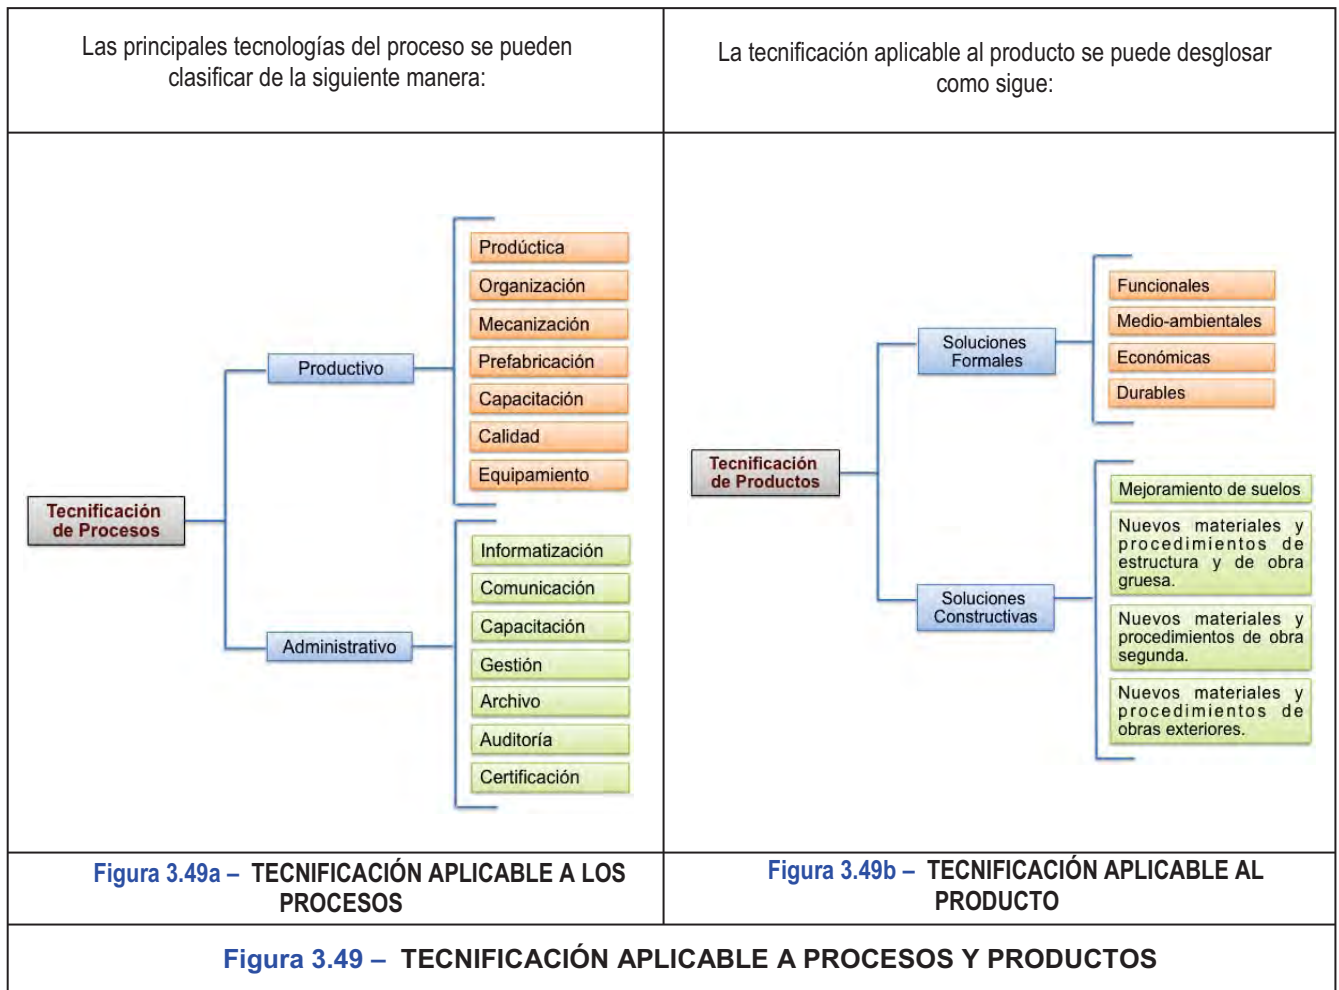 Las principales tecnologías del proceso se pueden
clasificar de la siguiente manera:
La tecnificación aplicable al producto se puede desglosar
como sigue:
Tecnificación
de Procesos
Productivo
Prodúctica
Organización
Mecanización
Prefabricación
Capacitación
Calidad
Equipamiento
Administrativo
Informatización
Comunicación
Capacitación
Gestión
Archivo
Auditoría
Certificación
Tecnificación
de Productos
Soluciones
Formales
Funcionales
Medio-ambientales
Económicas
Durables
Soluciones
Constructivas
Mejoramiento de suelos
Nuevos materiales y
procedimientos de
estructura y de obra
gruesa.
Nuevos materiales y
procedimientos de obra
segunda.
Nuevos materiales y
procedimientos de
obras exteriores.
Figura 3.49a – TECNIFICACIÓN APLICABLE A LOS
PROCESOS
Figura 3.49b – TECNIFICACIÓN APLICABLE AL
PRODUCTO
Figura 3.49 – TECNIFICACIÓN APLICABLE A PROCESOS Y PRODUCTOS